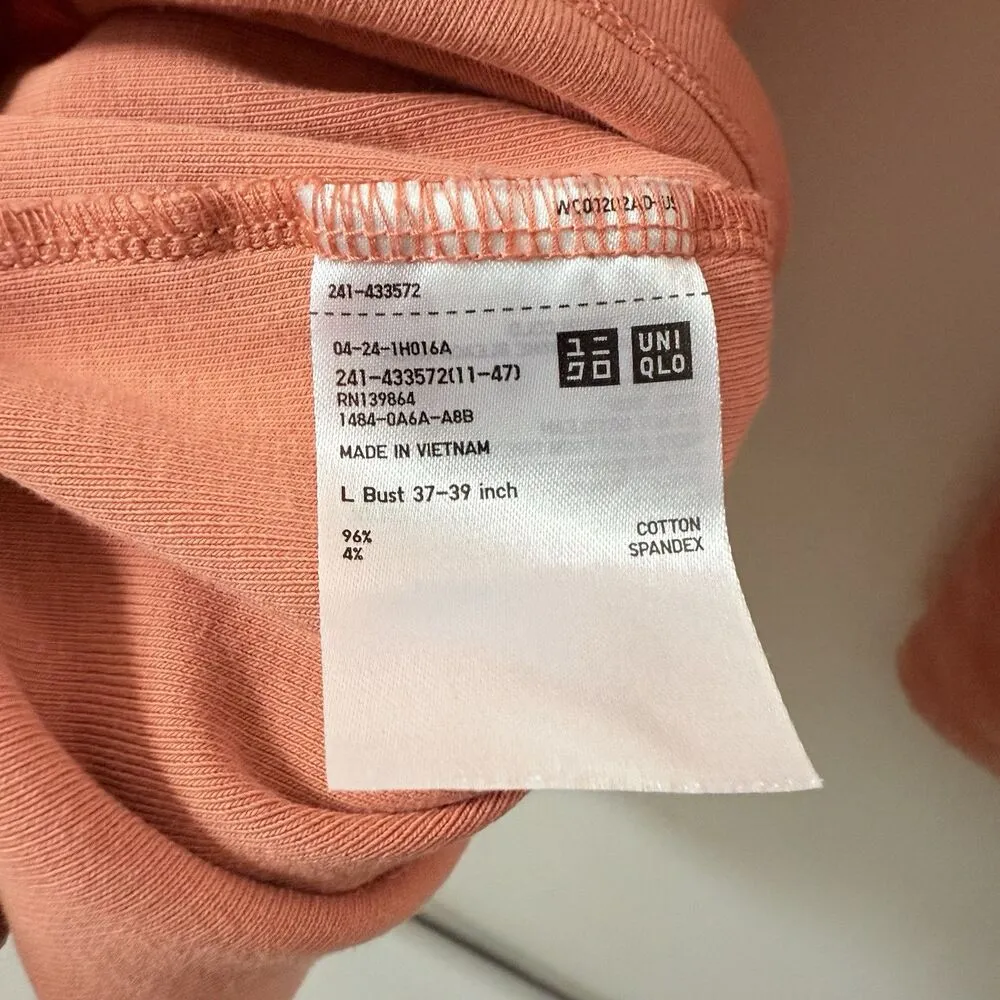 241-433572
04-24-1H016A
ユニ
クロ
UNI
QLO
241-433572(11-47)
RN139864
1484-0A6A-A8B
MADE IN VIETNAM
L Bust 37-39 inch
96% COTTON
4% SPANDEX